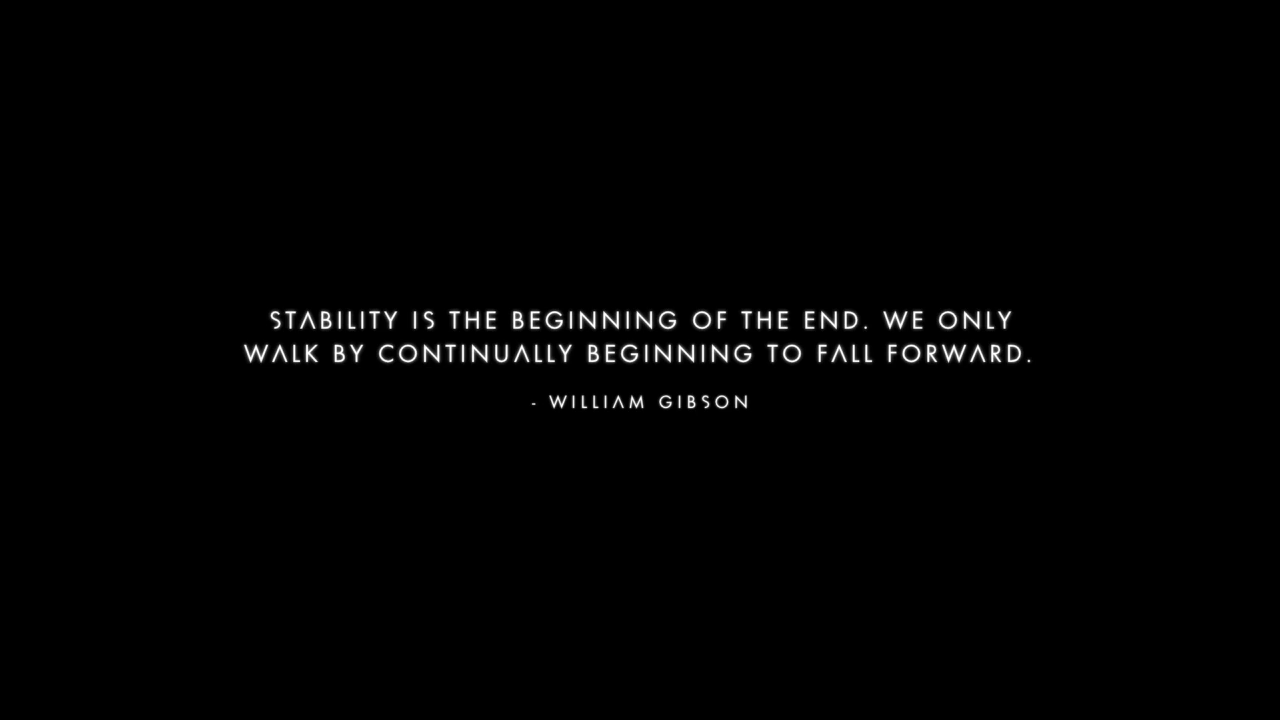 STABILITY IS THE BEGINNING OF THE END. WE ONLY
WALK BY CONTINUALLY BEGINNING TO FALL FORWARD.
- WILLIAM GIBSON